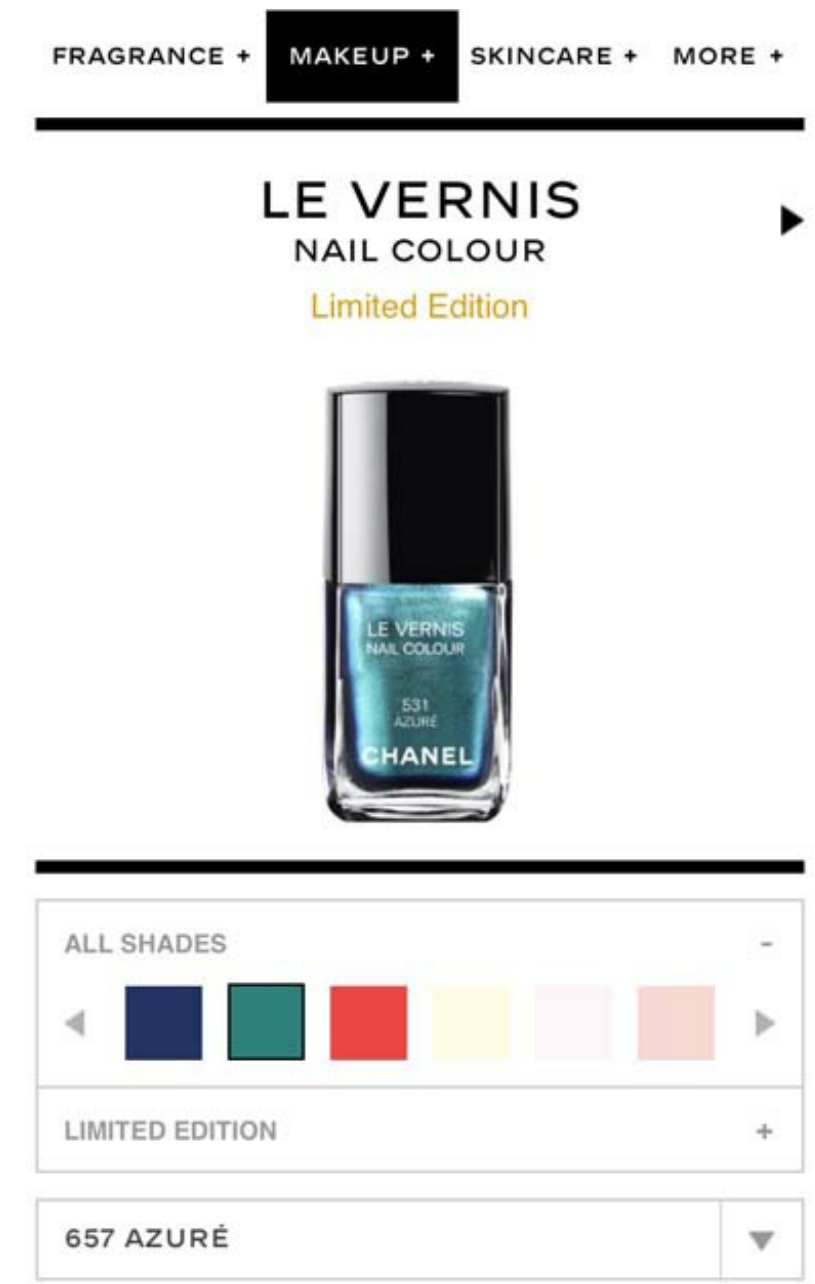 FRAGRANCE + MAKEUP + SKINCARE + MORE +
LE VERNIS
NAIL COLOUR
Limited Edition
LE VERNIS
NAIL COLOUR
531
AZURÉ
CHANEL
ALL SHADES -
LIMITED EDITION +
657 AZURÉ